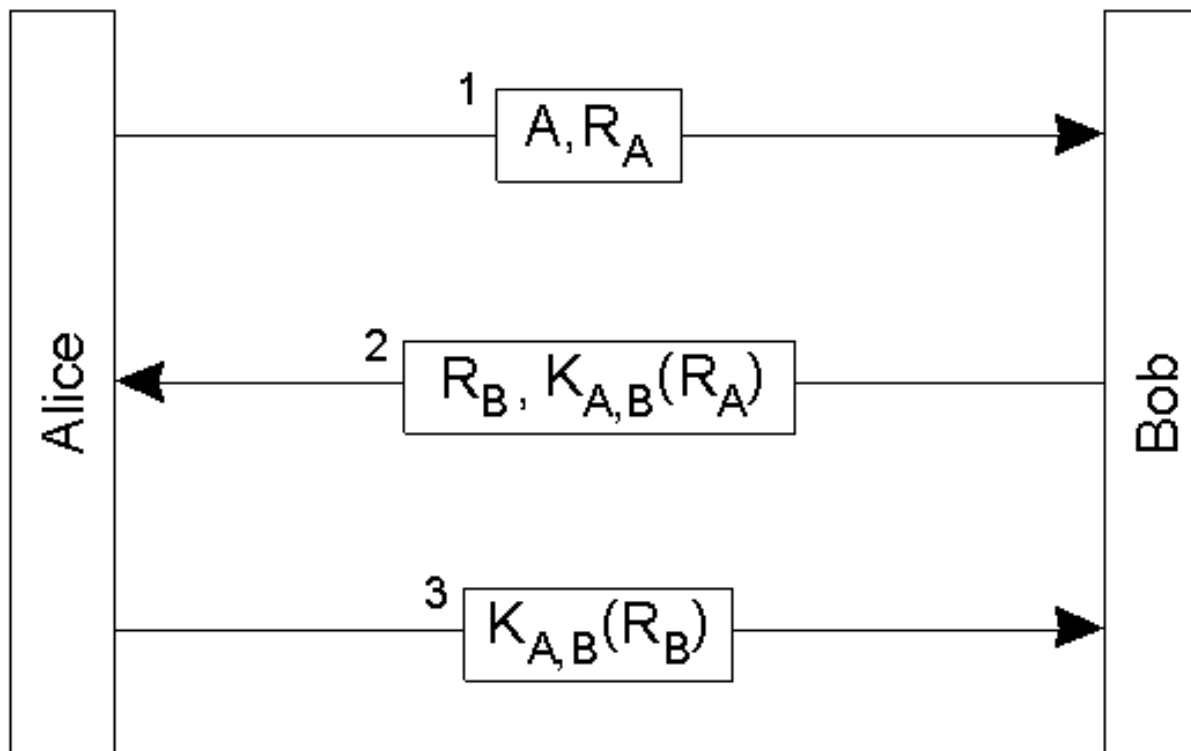 1
A, R_A
2
R_B, K_A,B(R_A)
3
K_A,B(R_B)
Alice
Bob